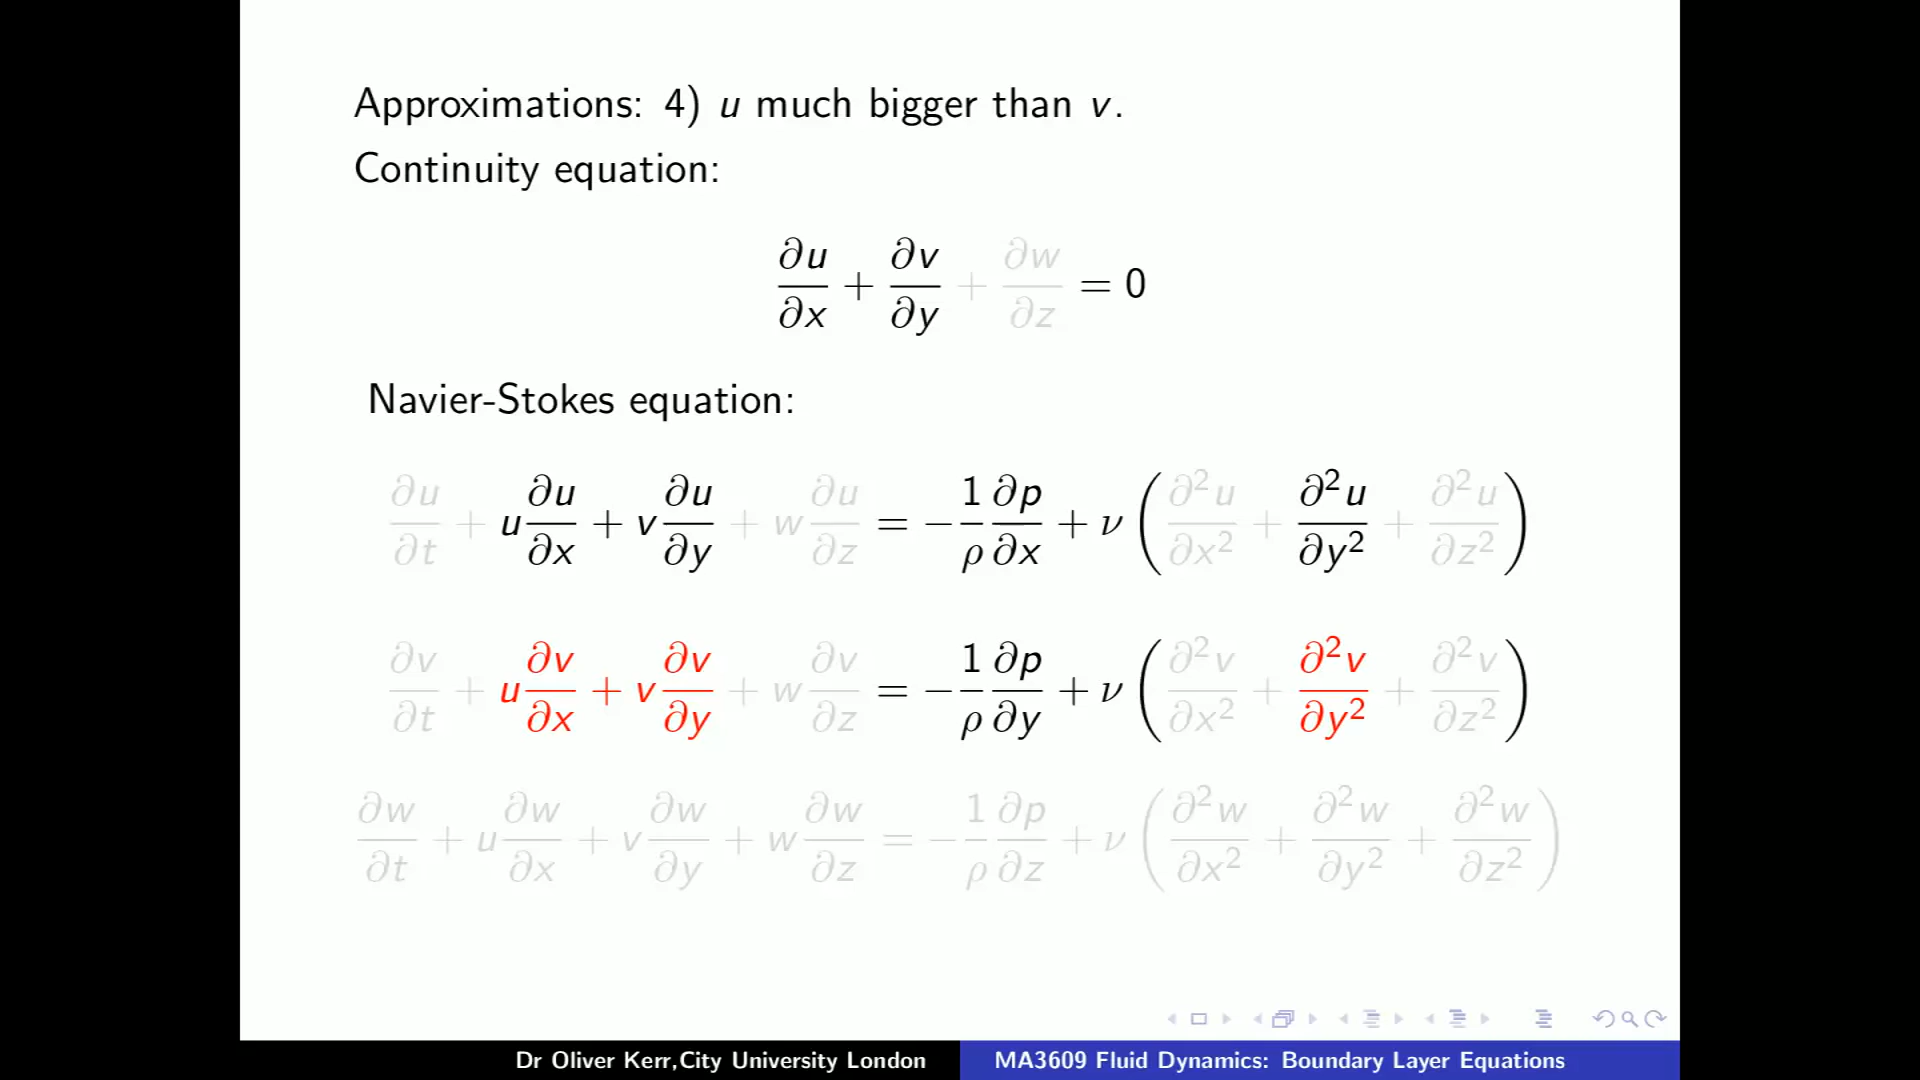 Approximations: 4) u much bigger than v.
Continuity equation:
∂u/∂x + ∂v/∂y + ∂w/∂z = 0
Navier-Stokes equation:
∂u/∂t + u ∂u/∂x + v ∂u/∂y + w ∂u/∂z = −1/ρ ∂p/∂x + ν (∂²u/∂x² + ∂²u/∂y² + ∂²u/∂z²)
∂v/∂t + u ∂v/∂x + v ∂v/∂y + w ∂v/∂z = −1/ρ ∂p/∂y + ν (∂²v/∂x² + ∂²v/∂y² + ∂²v/∂z²)
∂w/∂t + u ∂w/∂x + v ∂w/∂y + w ∂w/∂z = −1/ρ ∂p/∂z + ν (∂²w/∂x² + ∂²w/∂y² + ∂²w/∂z²)
Dr Oliver Kerr,City University London
MA3609 Fluid Dynamics: Boundary Layer Equations